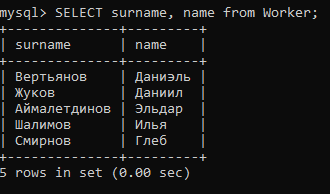 mysql> SELECT surname, name from Worker;
+--------------+---------+
| surname      | name    |
+--------------+---------+
| Вертьянов    | Даниэль |
| Жуков        | Даниил  |
| Аймалетдинов | Эльдар  |
| Шалимов      | Илья    |
| Смирнов      | Глеб    |
+--------------+---------+
5 rows in set (0.00 sec)